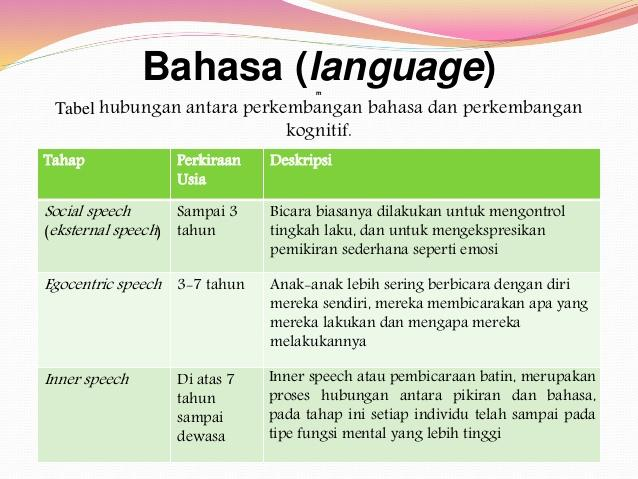 Bahasa (language)
m
Tabel hubungan antara perkembangan bahasa dan perkembangan
kognitif.
Tahap
Perkiraan
Usia
Deskripsi
Social speech
(eksternal speech)
Sampai 3
tahun
Bicara biasanya dilakukan untuk mengontrol
tingkah laku, dan untuk mengekspresikan
pemikiran sederhana seperti emosi
Egocentric speech
3-7 tahun
Anak-anak lebih sering berbicara dengan diri
mereka sendiri, mereka membicarakan apa yang
mereka lakukan dan mengapa mereka
melakukannya
Inner speech
Di atas 7
tahun
sampai
dewasa
Inner speech atau pembicaraan batin, merupakan
proses hubungan antara pikiran dan bahasa,
pada tahap ini setiap individu telah sampai pada
tipe fungsi mental yang lebih tinggi